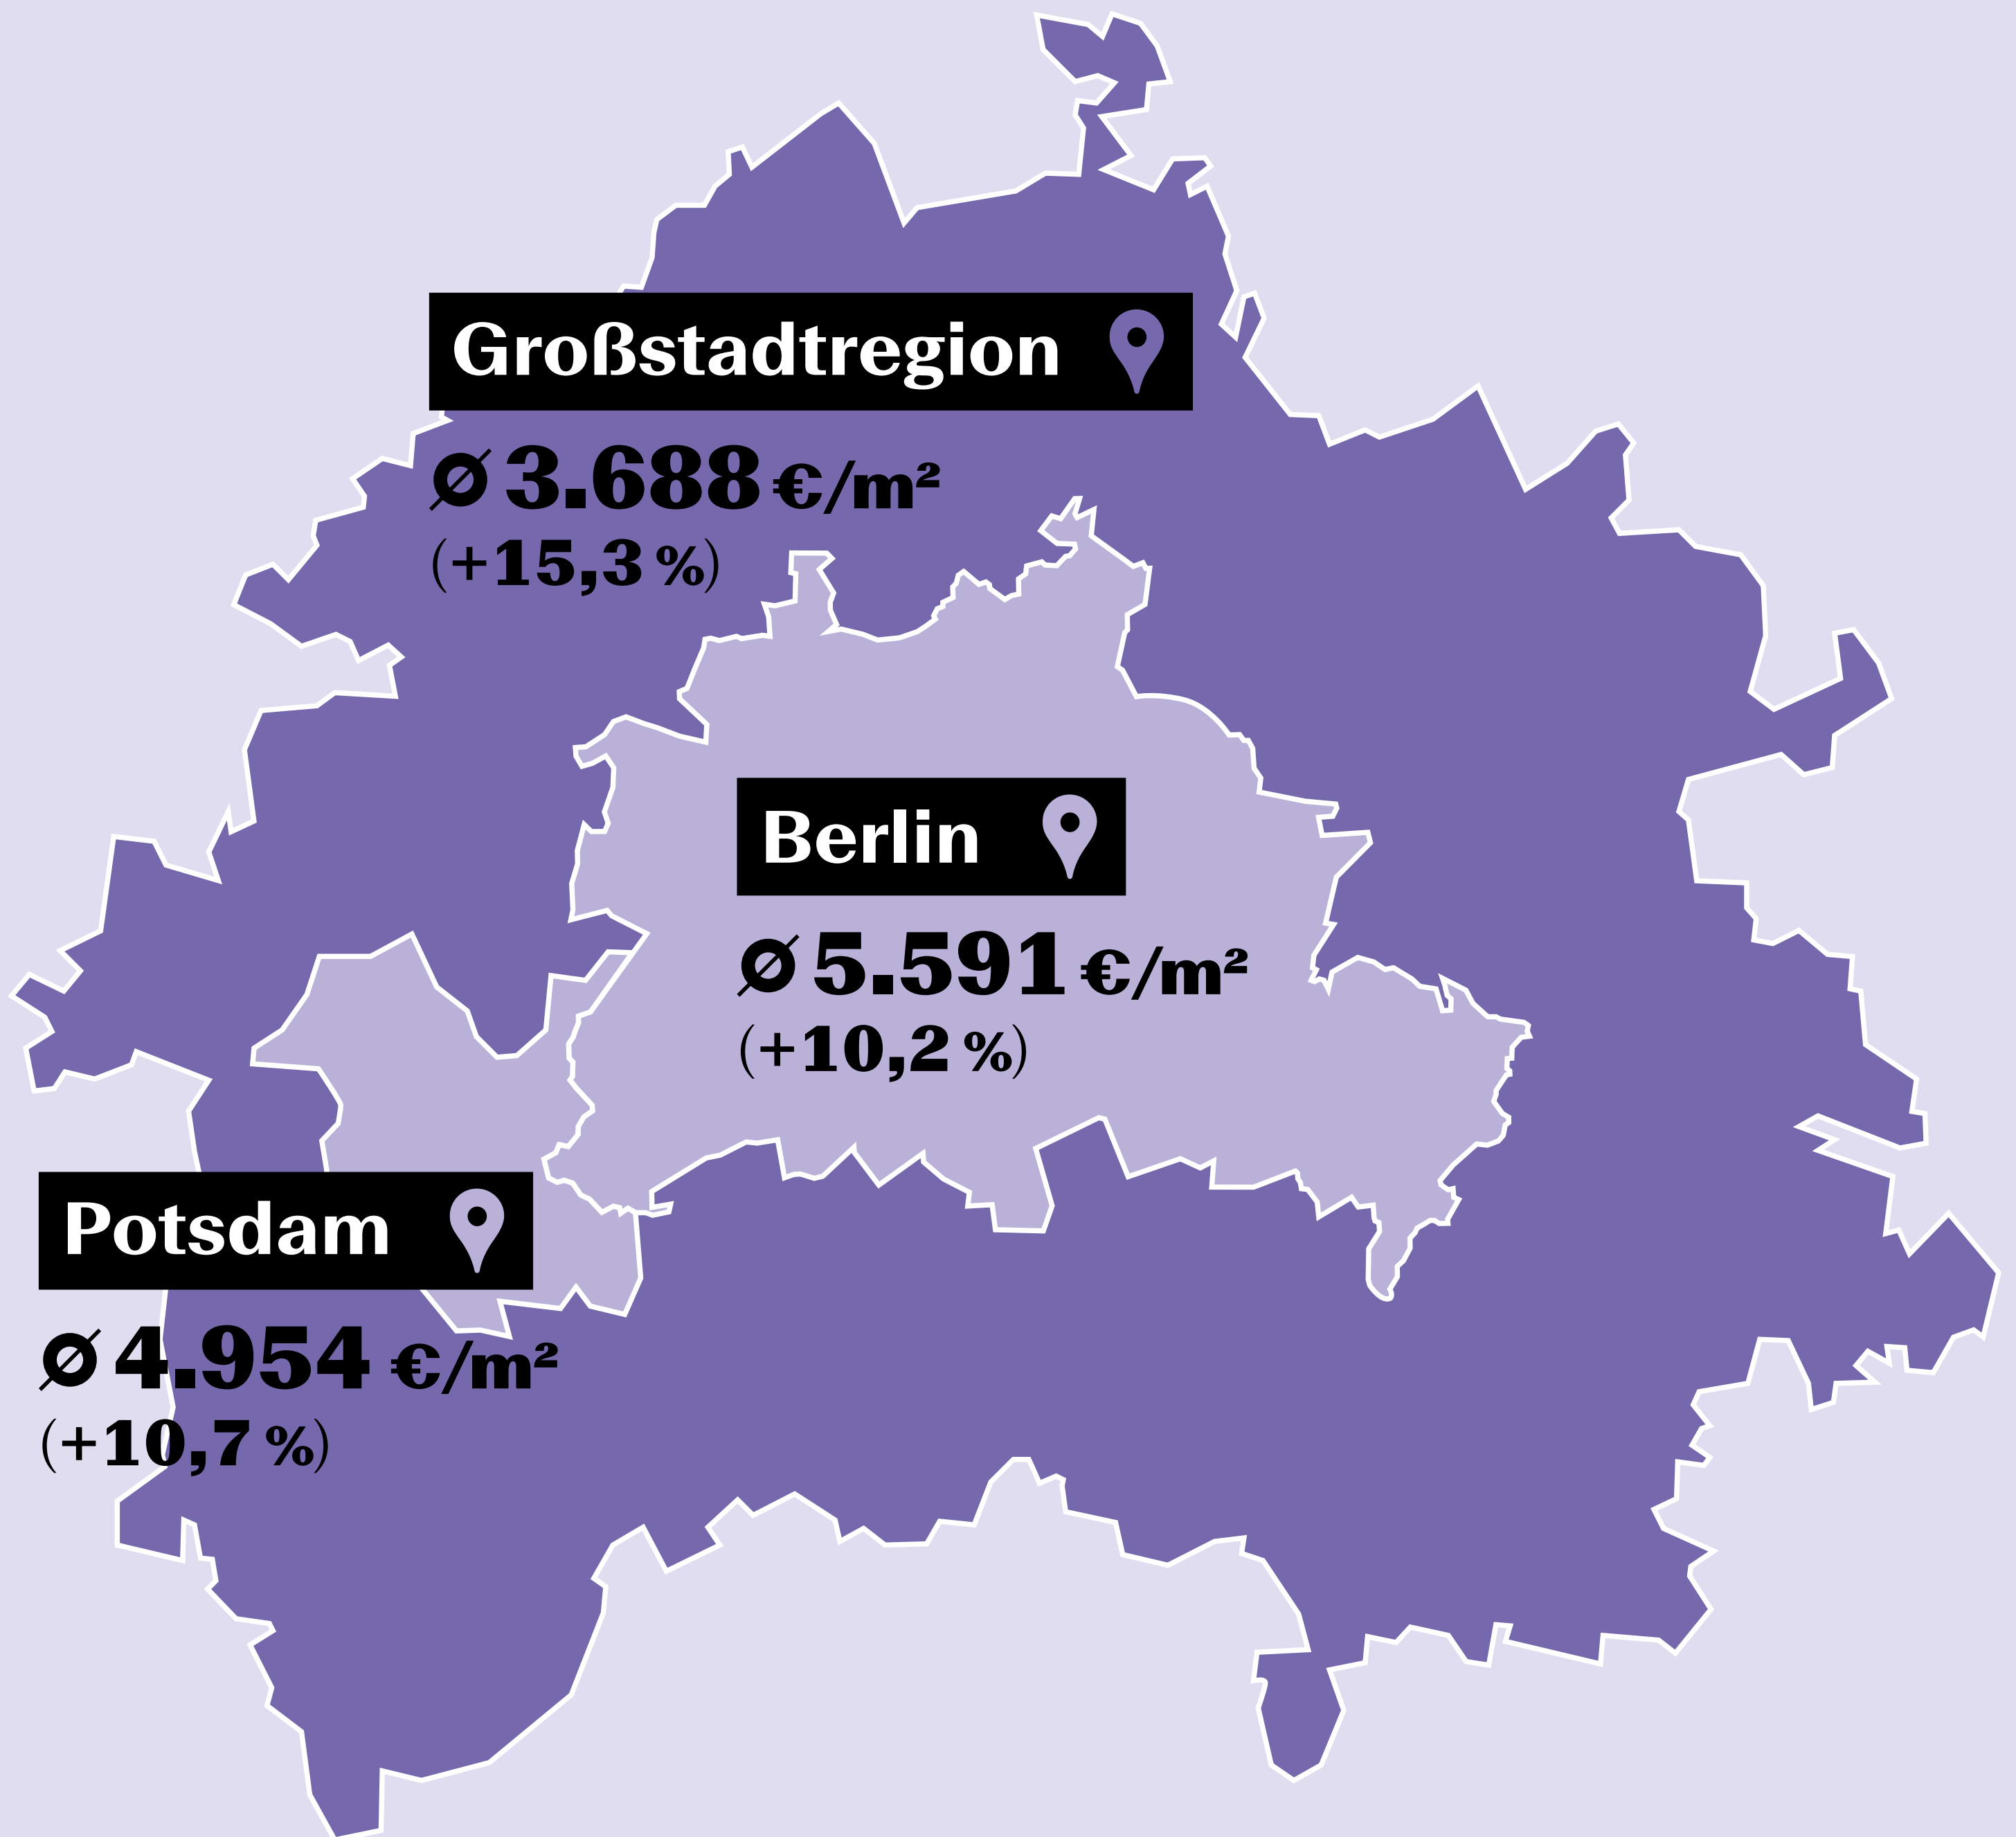 Großstadtregion
Ø 3.688 €/m²
(+15,3 %)
Berlin
Ø 5.591 €/m²
(+10,2 %)
Potsdam
Ø 4.954 €/m²
(+10,7 %)